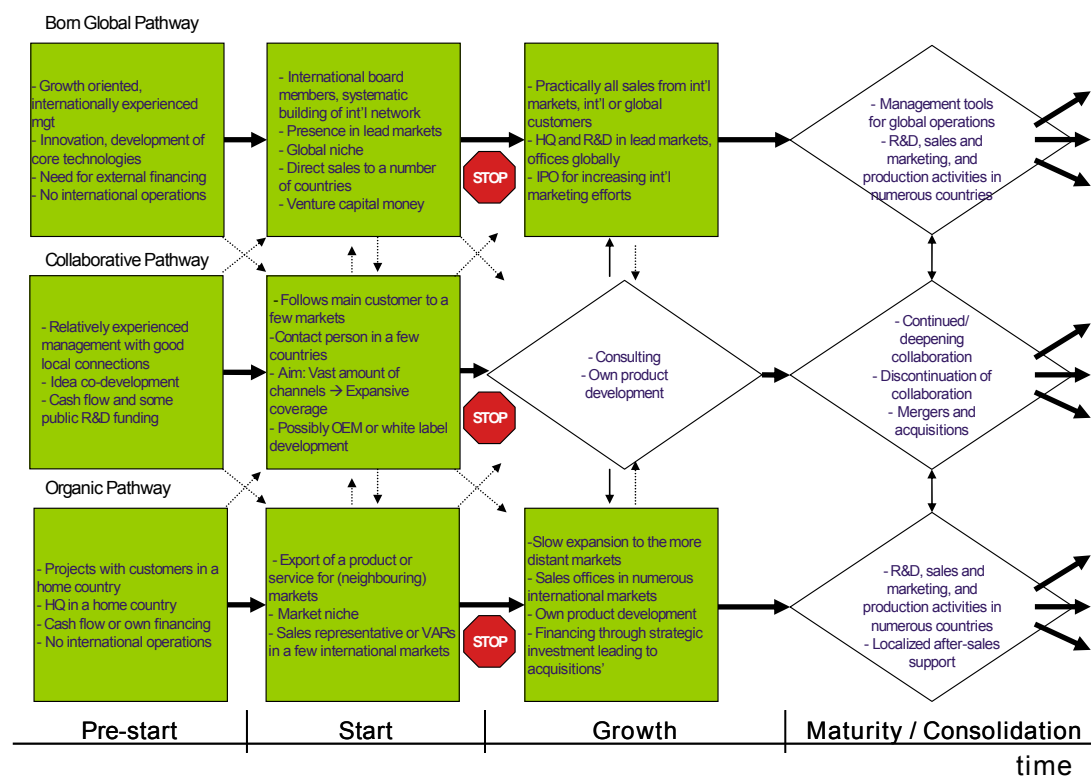 Born Global Pathway
- Growth oriented,
internationally experienced
mgt
- Innovation, development of
core technologies
- Need for external financing
- No international operations
- International board
members, systematic
building of int'l network
- Presence in lead markets
- Global niche
- Direct sales to a number
of countries
- Venture capital money
STOP
- Practically all sales from int'l
markets, int'l or global
customers
- HQ and R&D in lead markets,
offices globally
- IPO for increasing int'l
marketing efforts
- Management tools
for global operations
- R&D, sales and
marketing, and
production activities in
numerous countries
Collaborative Pathway
- Relatively experienced
management with good
local connections
- Idea co-development
- Cash flow and some
public R&D funding
- Follows main customer to a
few markets
-Contact person in a few
countries
- Aim: Vast amount of
channels → Expansive
coverage
- Possibly OEM or white label
development
STOP
- Consulting
- Own product
development
- Continued/
deepening
collaboration
- Discontinuation of
collaboration
- Mergers and
acquisitions
Organic Pathway
- Projects with customers in a
home country
- HQ in a home country
- Cash flow or own financing
- No international operations
- Export of a product or
service for (neighbouring)
markets
- Market niche
- Sales representative or VARs
in a few international markets
STOP
-Slow expansion to the more
distant markets
- Sales offices in numerous
international markets
- Own product development
- Financing through strategic
investment leading to
acquisitions'
- R&D, sales and
marketing, and
production activities in
numerous countries
- Localized after-sales
support
Pre-start
Start
Growth
Maturity / Consolidation
time